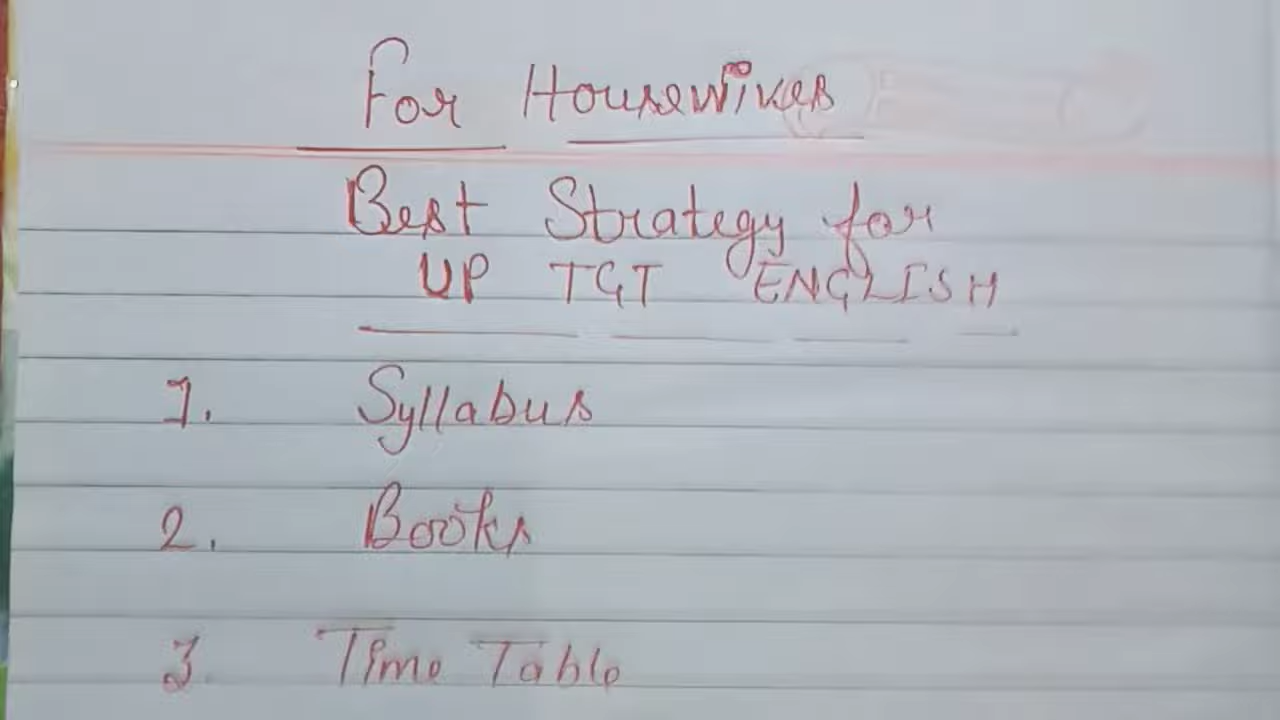 For Housewives
Best Strategy for
UP TGT ENGLISH
1. Syllabus
2. Books
3. Time Table